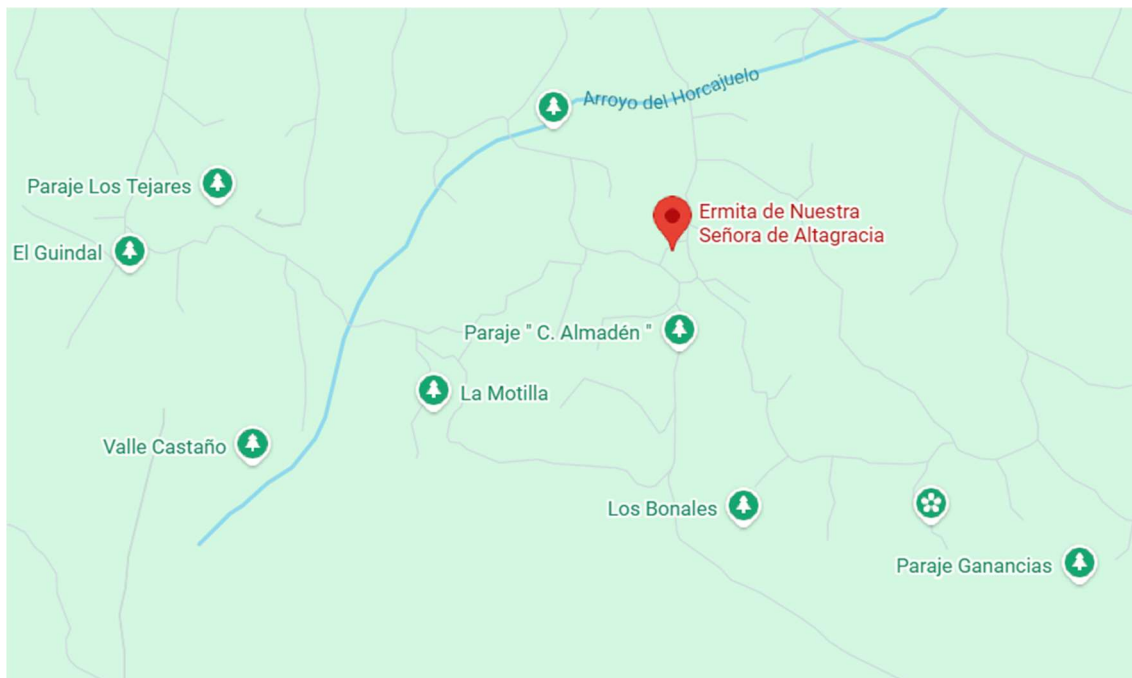 Arroyo del Horcajuelo
Paraje Los Tejares
Ermita de Nuestra
Señora de Altagracia
El Guindal
Paraje " C. Almadén "
La Motilla
Valle Castaño
Los Bonales
Paraje Ganancias